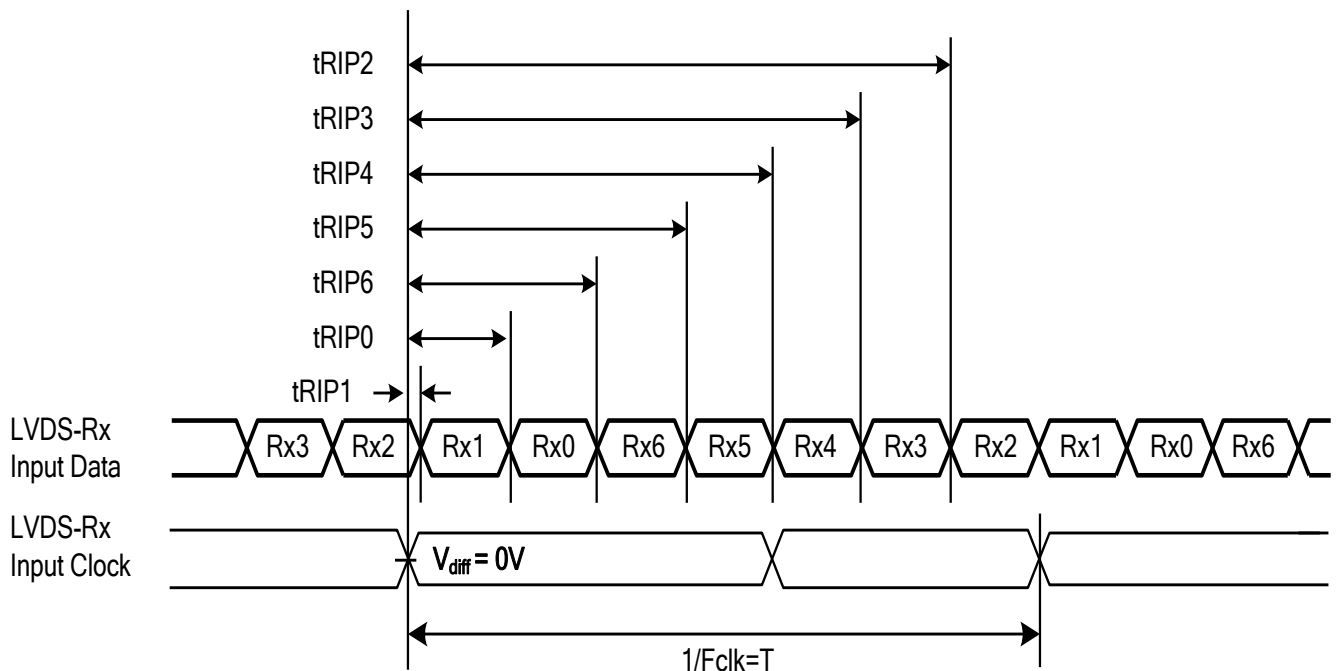 tRIP2
tRIP3
tRIP4
tRIP5
tRIP6
tRIP0
tRIP1
LVDS-Rx
Input Data
Rx3 Rx2 Rx1 Rx0 Rx6 Rx5 Rx4 Rx3 Rx2 Rx1 Rx0 Rx6
LVDS-Rx
Input Clock
Vdiff = 0V
1/Fclk=T